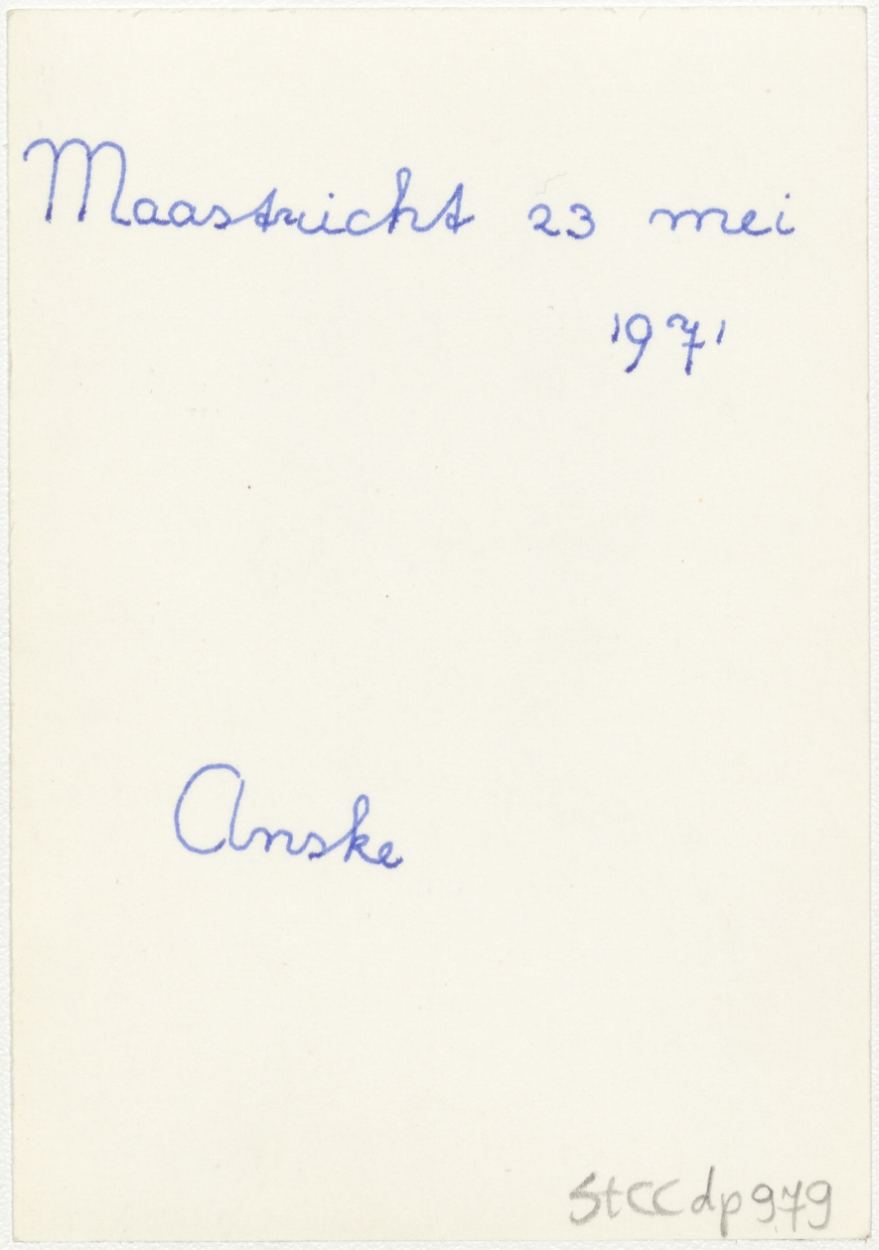 Maastricht 23 mei
1971
Anske
StCCdp979